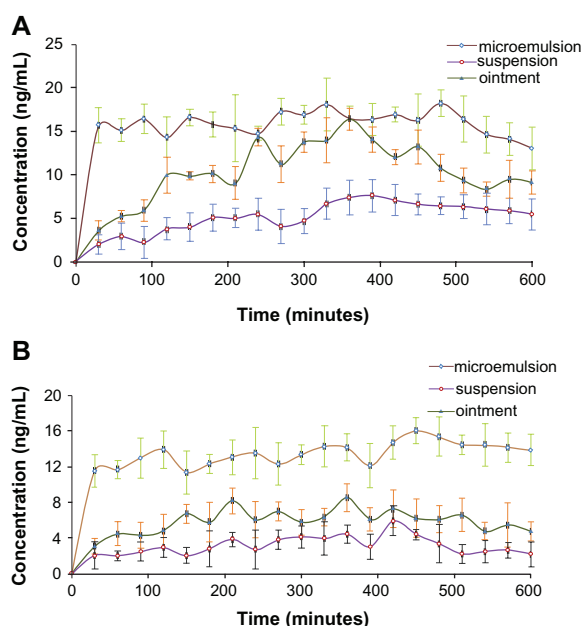 A
25
20
15
10
5
0
Concentration (ng/mL)
microemulsion
suspension
ointment
0 100 200 300 400 500 600
Time (minutes)
B
20
16
12
8
4
0
Concentration (ng/mL)
microemulsion
suspension
ointment
0 100 200 300 400 500 600
Time (minutes)